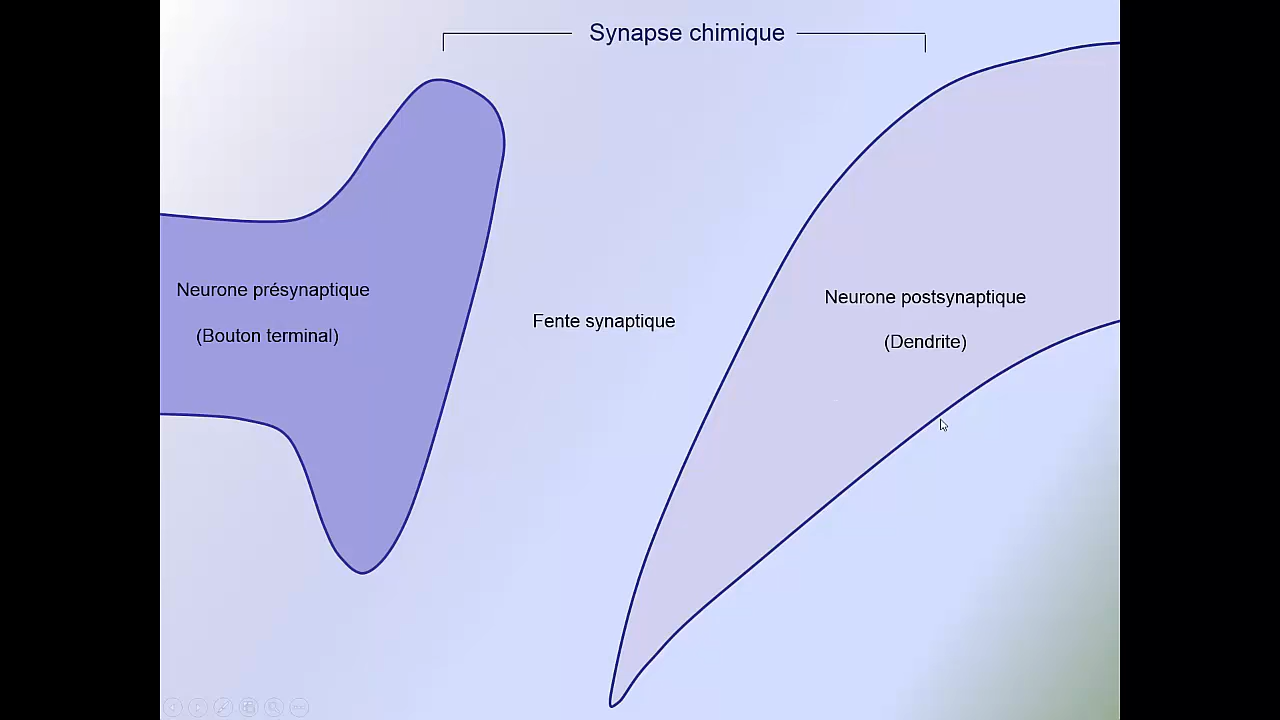 Synapse chimique
Neurone présynaptique
(Bouton terminal)
Fente synaptique
Neurone postsynaptique
(Dendrite)